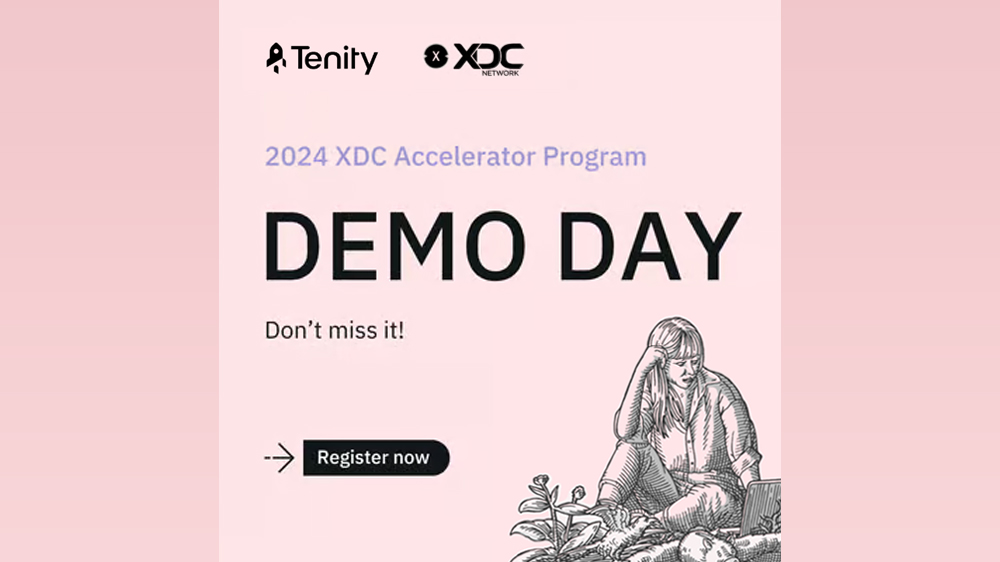 Tenity
X XDC
NETWORK
2024 XDC Accelerator Program
DEMO DAY
Don’t miss it!
Register now